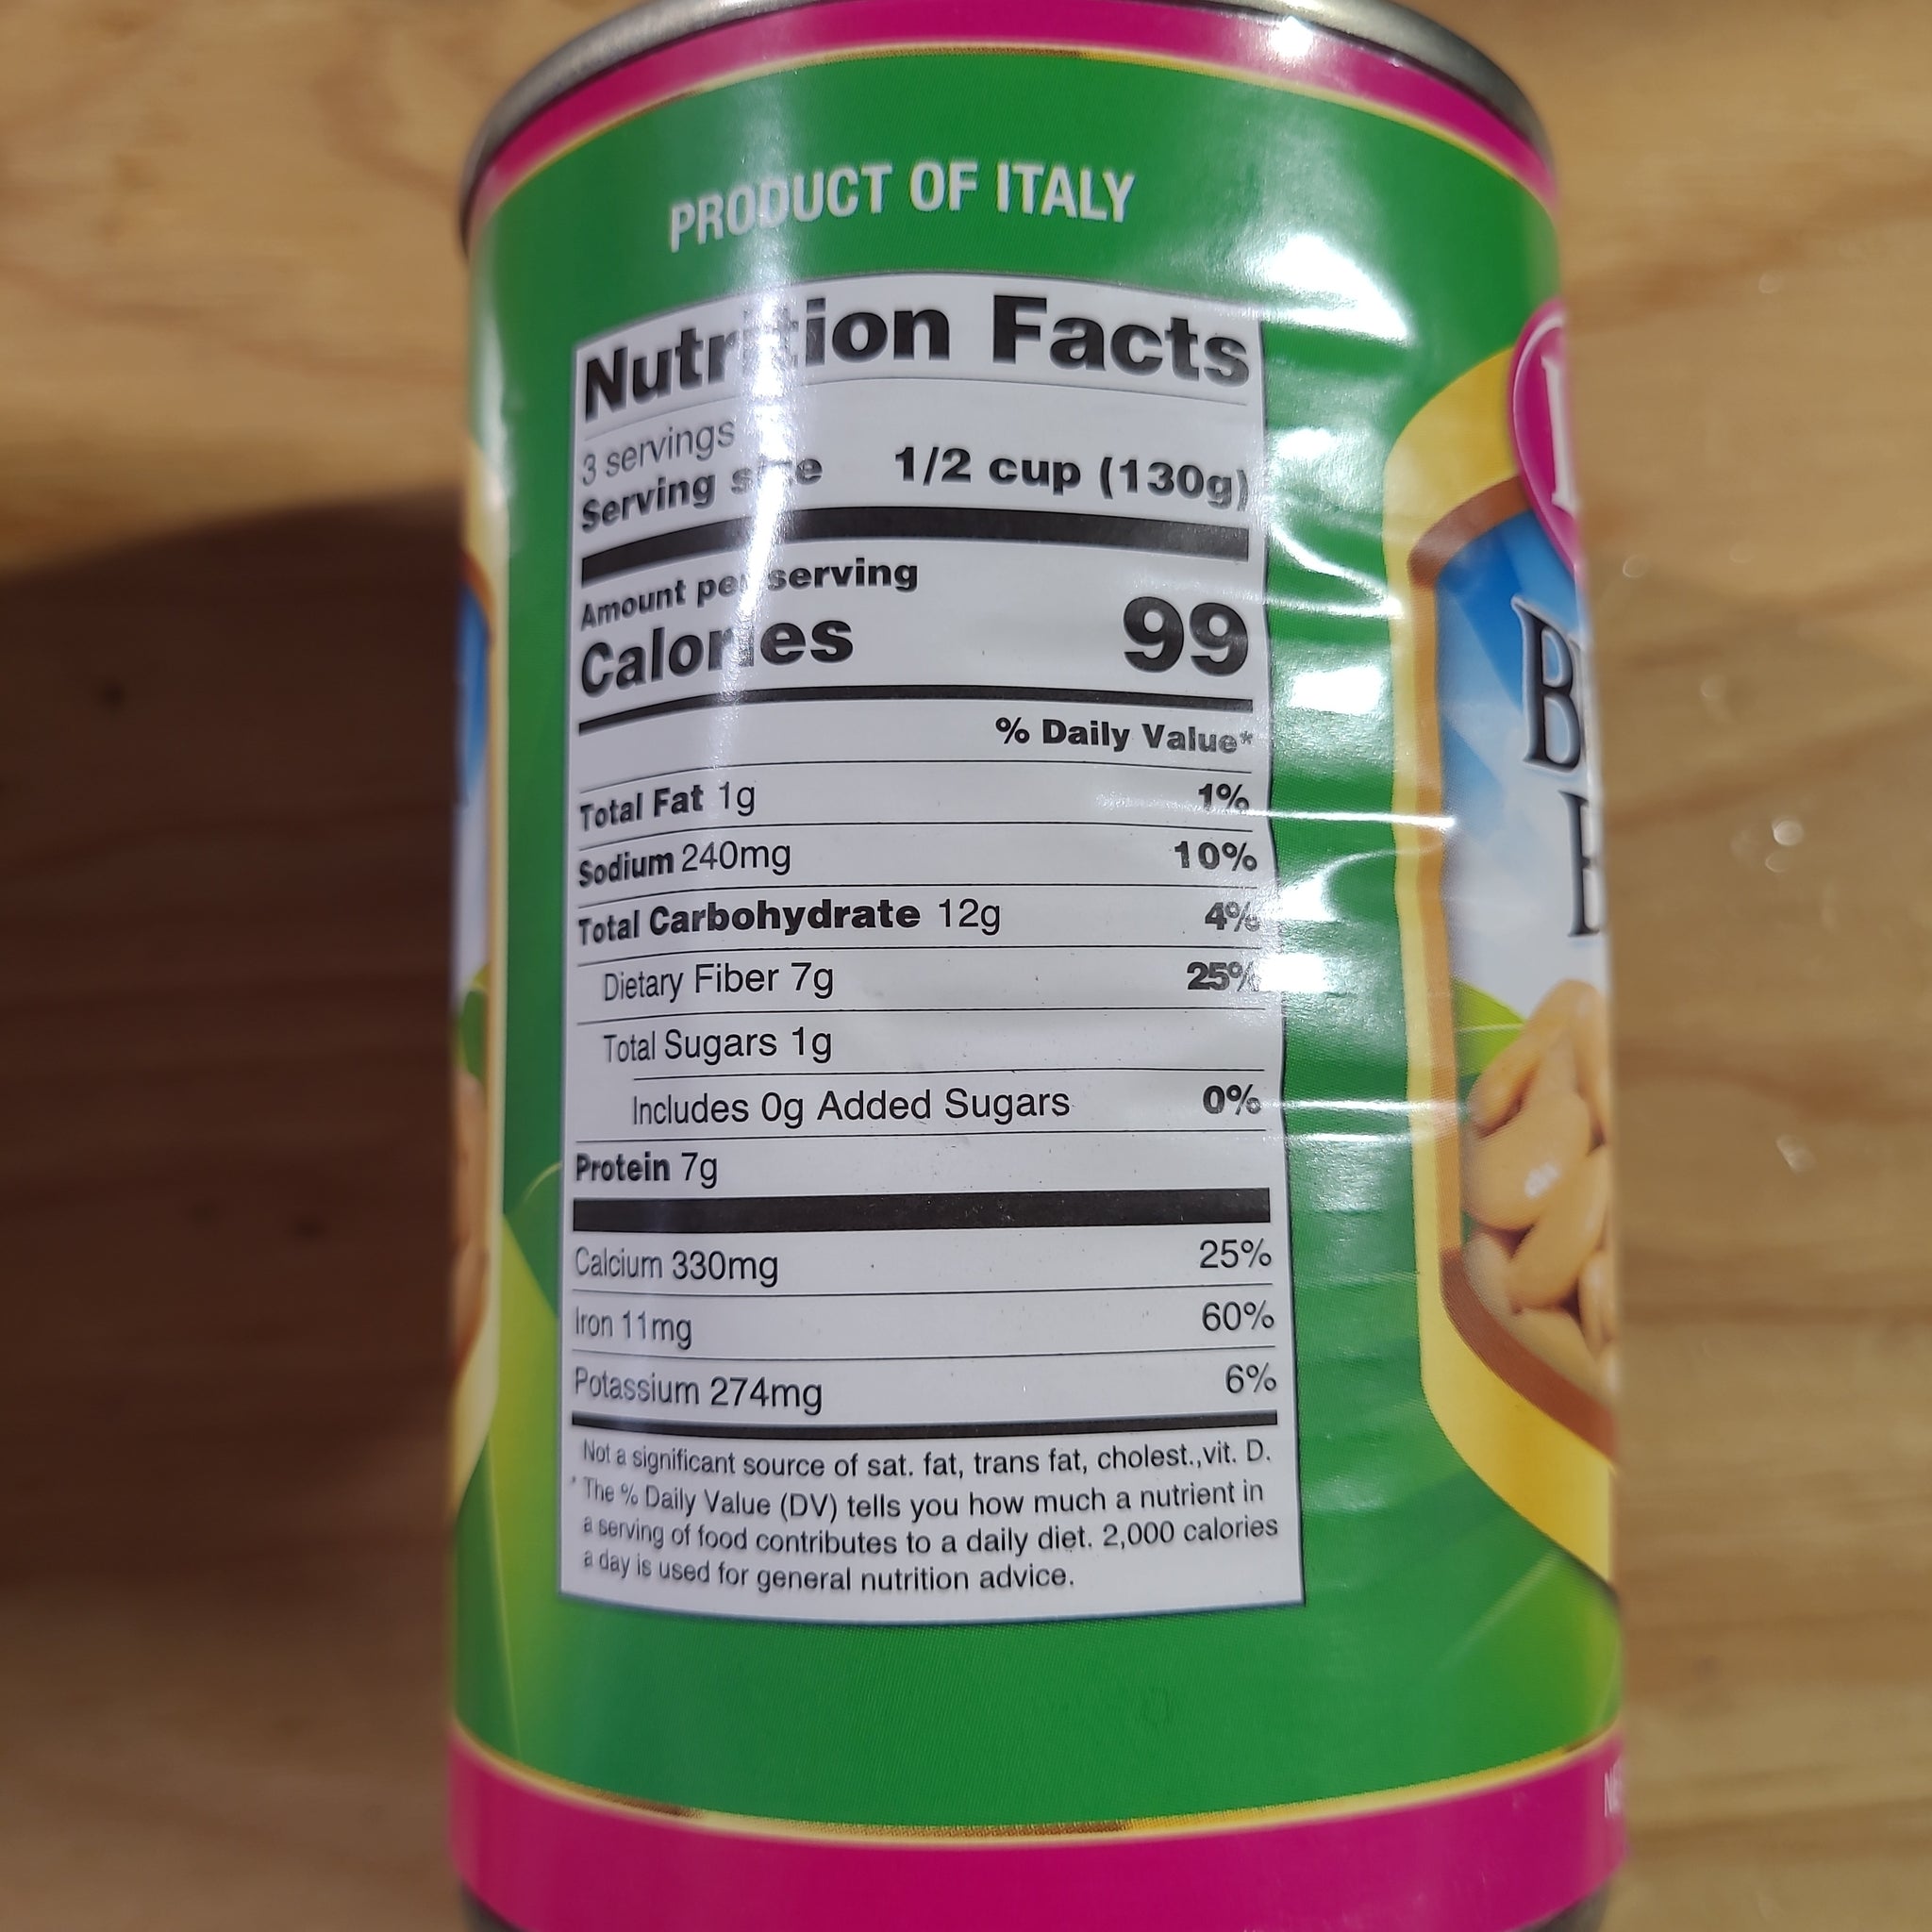 PRODUCT OF ITALY
Nutrition Facts
3 servings
Serving size 1/2 cup (130g)
Amount per serving
Calories 99
% Daily Value*
Total Fat 1g 1%
Sodium 240mg 10%
Total Carbohydrate 12g 4%
Dietary Fiber 7g 25%
Total Sugars 1g
Includes 0g Added Sugars 0%
Protein 7g
Calcium 330mg 25%
Iron 11mg 60%
Potassium 274mg 6%
Not a significant source of sat. fat, trans fat, cholest.,vit. D.
* The % Daily Value (DV) tells you how much a nutrient in
a serving of food contributes to a daily diet. 2,000 calories
a day is used for general nutrition advice.